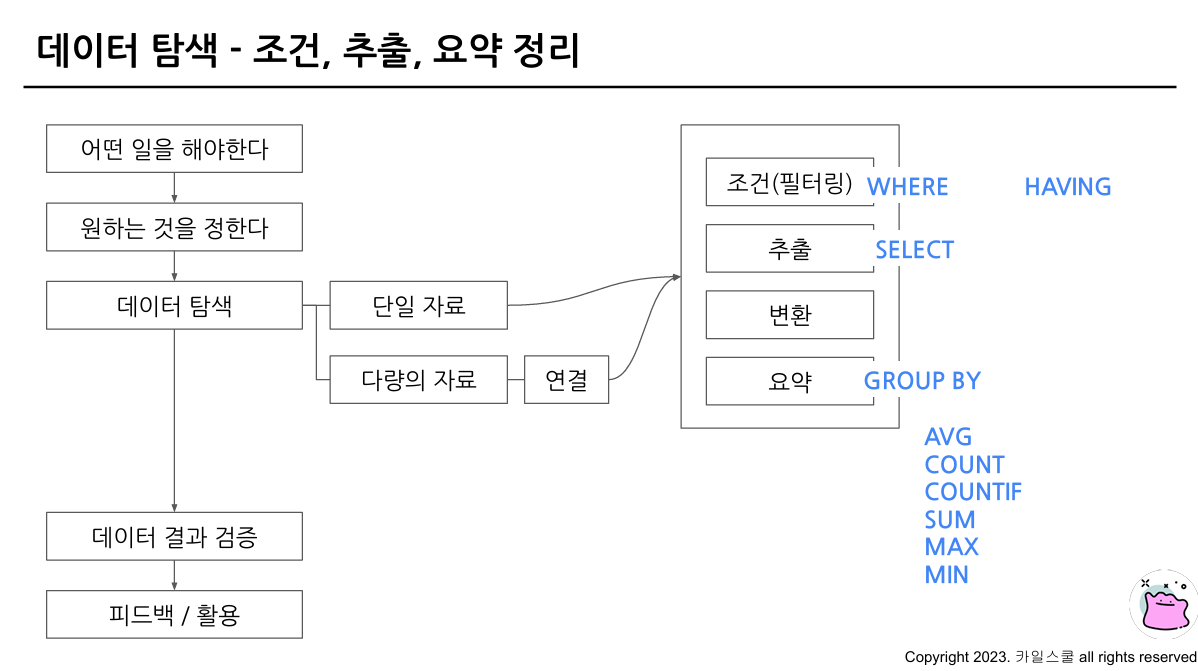 데이터 탐색 - 조건, 추출, 요약 정리
어떤 일을 해야한다
원하는 것을 정한다
데이터 탐색
단일 자료
다량의 자료
연결
데이터 결과 검증
피드백 / 활용
조건(필터링)
WHERE
HAVING
추출
SELECT
변환
요약
GROUP BY
AVG
COUNT
COUNTIF
SUM
MAX
MIN
Copyright 2023. 카일스쿨 all rights reserved